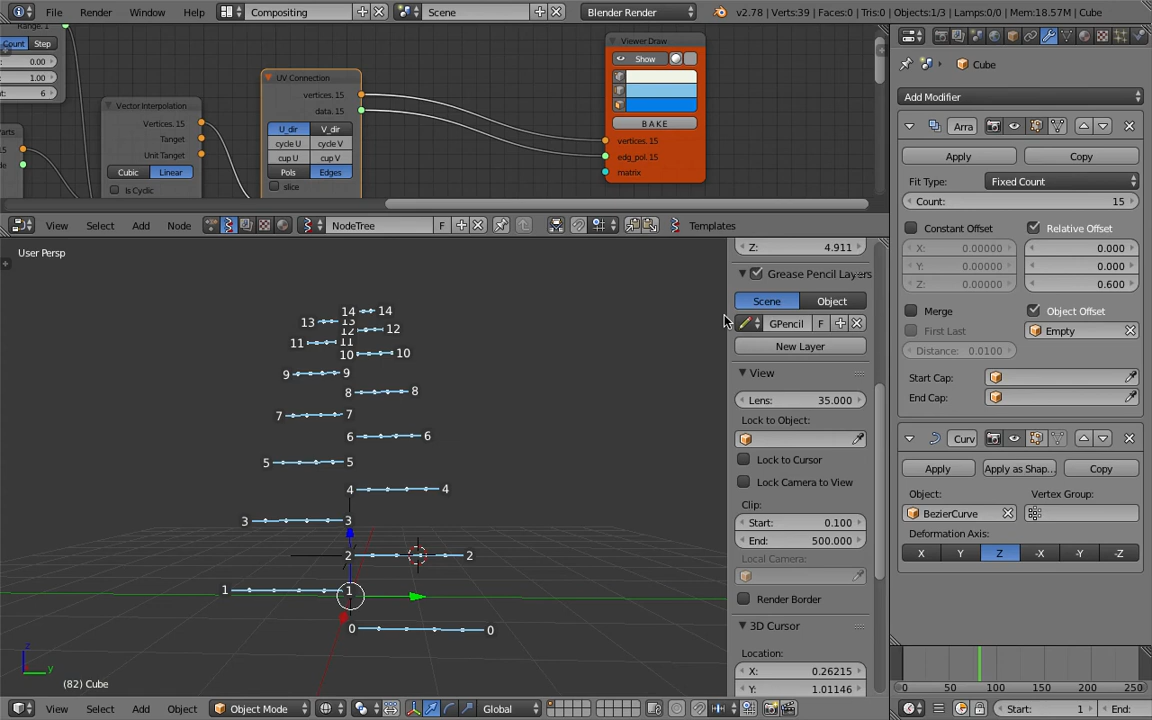 File Render Window Help Compositing Scene Blender Render v2.78 | Verts:39 | Faces:0 | Tris:0 | Objects:1/3 | Lamps:0/0 | Mem:18.57M | Cube
Count Step
0.00
1.00
6
Vector Interpolation
Vertices. 15
Tanget
Unit Target
Cubic Linear
Is Cyclic
UV Connection
vertices. 15
data. 15
U_dir V_dir
cycle U cycle V
cup U cup V
Pols Edges
slice
Viewer Draw
Show
BAKE
vertices. 15
edg_pol. 15
matrix
View Select Add Node NodeTree F Templates
User Persp
14 14
13 13
12 12
11 11
10 10
9 9
8 8
7 7
6 6
5 5
4 4
3 3
2 2
1 1
0 0
z
y
(82) Cube
View Select Add Object Object Mode Global
Z: 4.911
Grease Pencil Layers
Scene Object
GPencil F
New Layer
View
Lens: 35.000
Lock to Object:
Lock to Cursor
Lock Camera to View
Clip:
Start: 0.100
End: 500.000
Local Camera:
Render Border
3D Cursor
Location:
X: 0.26215
Y: 1.01146
Cube
Add Modifier
Arra
Apply Copy
Fit Type: Fixed Count
Count: 15
Constant Offset Relative Offset
X: 0.00000 0.000
Y: 0.00000 0.000
Z: 0.00000 0.600
Merge Object Offset
First Last Empty
Distance: 0.0100
Start Cap:
End Cap:
Curv
Apply Apply as Shap... Copy
Object: Vertex Group:
BezierCurve
Deformation Axis:
X Y Z -X -Y -Z
0 50 100 150 200 250
Start: 1 End: